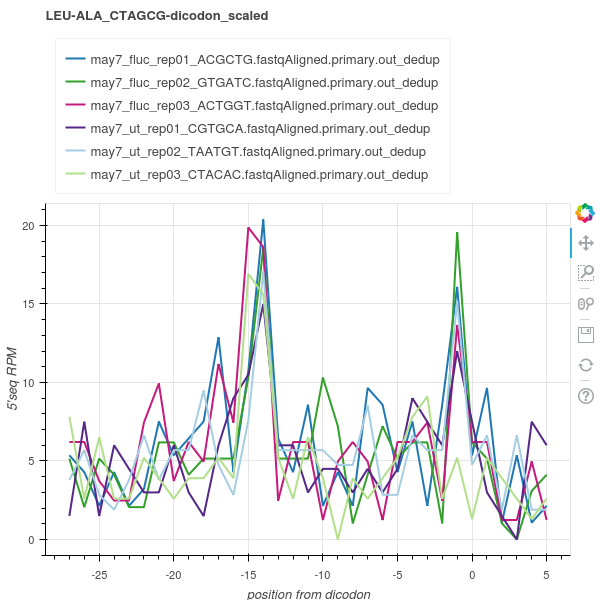 LEU-ALA_CTAGCG-dicodon_scaled
may7_fluc_rep01_ACGCTG.fastqAligned.primary.out_dedup
may7_fluc_rep02_GTGATC.fastqAligned.primary.out_dedup
may7_fluc_rep03_ACTGGT.fastqAligned.primary.out_dedup
may7_ut_rep01_CGTGCA.fastqAligned.primary.out_dedup
may7_ut_rep02_TAATGT.fastqAligned.primary.out_dedup
may7_ut_rep03_CTACAC.fastqAligned.primary.out_dedup
20
15
10
5
0
5'seq RPM
-25 -20 -15 -10 -5 0 5
position from dicodon